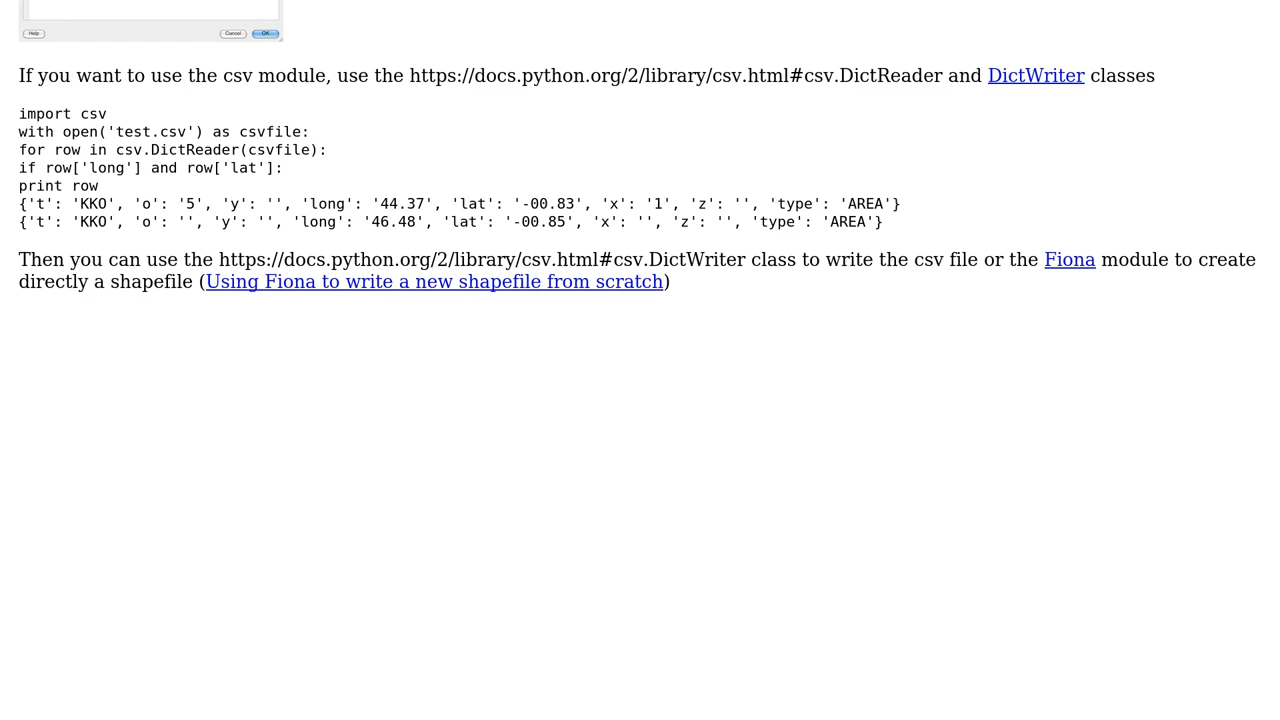 Help Cancel OK
If you want to use the csv module, use the https://docs.python.org/2/library/csv.html#csv.DictReader and DictWriter classes
import csv
with open('test.csv') as csvfile:
for row in csv.DictReader(csvfile):
if row['long'] and row['lat']:
print row
{'t': 'KKO', 'o': '5', 'y': '', 'long': '44.37', 'lat': '-00.83', 'x': '1', 'z': '', 'type': 'AREA'}
{'t': 'KKO', 'o': '', 'y': '', 'long': '46.48', 'lat': '-00.85', 'x': '', 'z': '', 'type': 'AREA'}
Then you can use the https://docs.python.org/2/library/csv.html#csv.DictWriter class to write the csv file or the Fiona module to create
directly a shapefile (Using Fiona to write a new shapefile from scratch)